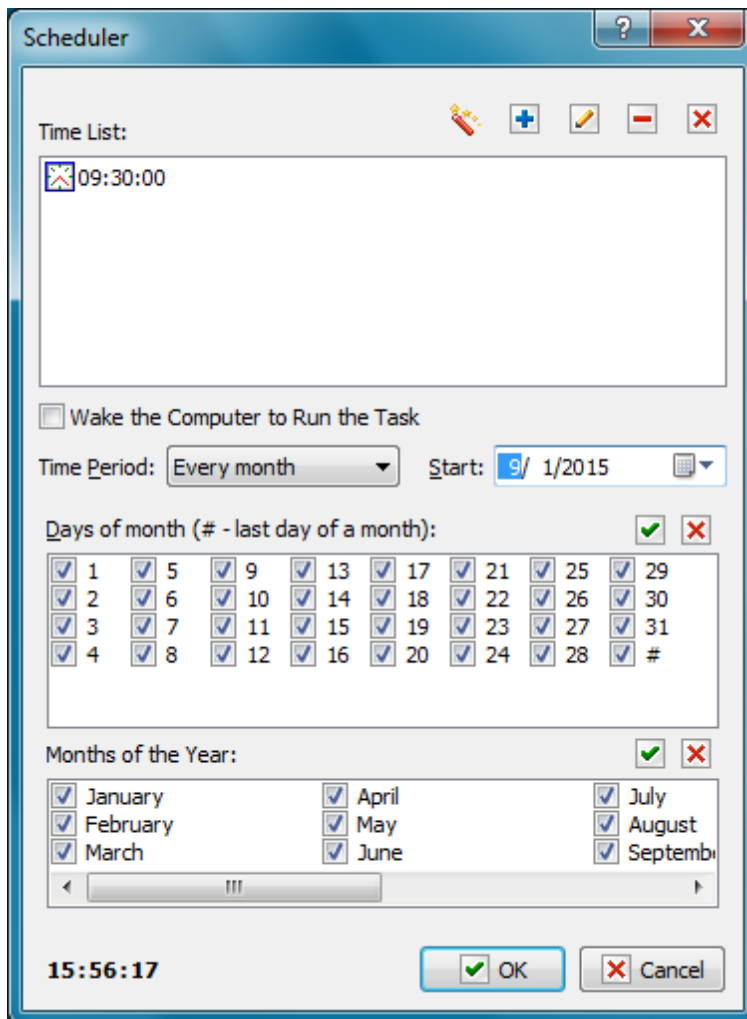 Scheduler
Time List:
09:30:00
Wake the Computer to Run the Task
Time Period: Every month Start: 9/ 1/2015
Days of month (# - last day of a month):
1 5 9 13 17 21 25 29
2 6 10 14 18 22 26 30
3 7 11 15 19 23 27 31
4 8 12 16 20 24 28 #
Months of the Year:
January April July
February May August
March June Septemb
15:56:17 OK Cancel